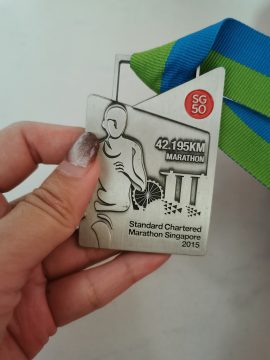 SG
50
42.195KM
MARATHON
Standard Chartered
Marathon Singapore
2015